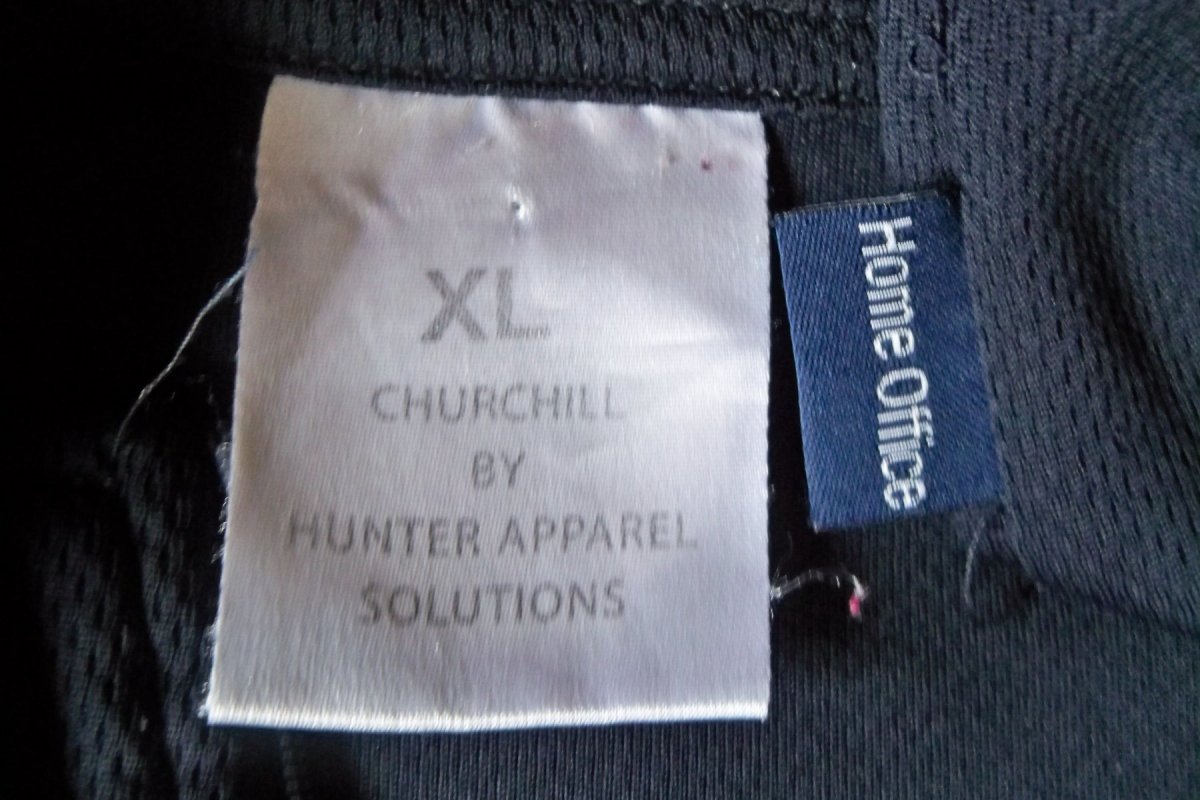 XL
CHURCHILL
BY
HUNTER APPAREL
SOLUTIONS
Home Office